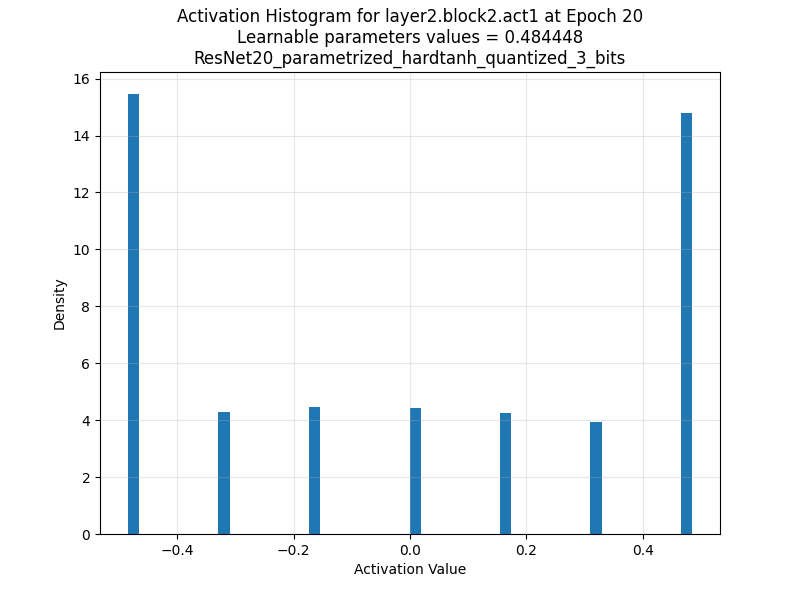 Activation Histogram for layer2.block2.act1 at Epoch 20
Learnable parameters values = 0.484448
ResNet20_parametrized_hardtanh_quantized_3_bits
16
14
12
10
8
6
4
2
0
Density
−0.4 −0.2 0.0 0.2 0.4
Activation Value